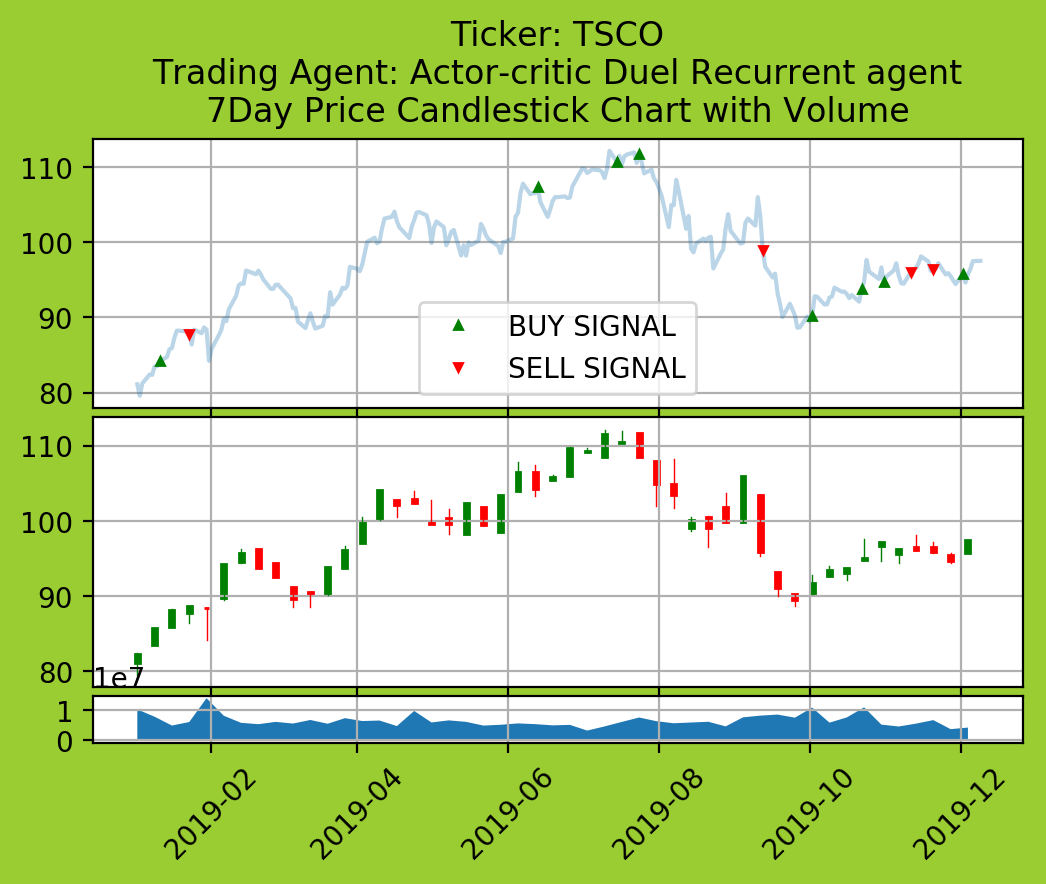 Ticker: TSCO
Trading Agent: Actor-critic Duel Recurrent agent
7Day Price Candlestick Chart with Volume
110
100
90
80
BUY SIGNAL
SELL SIGNAL
110
100
90
80
1e7
1
0
2019-02
2019-04
2019-06
2019-08
2019-10
2019-12